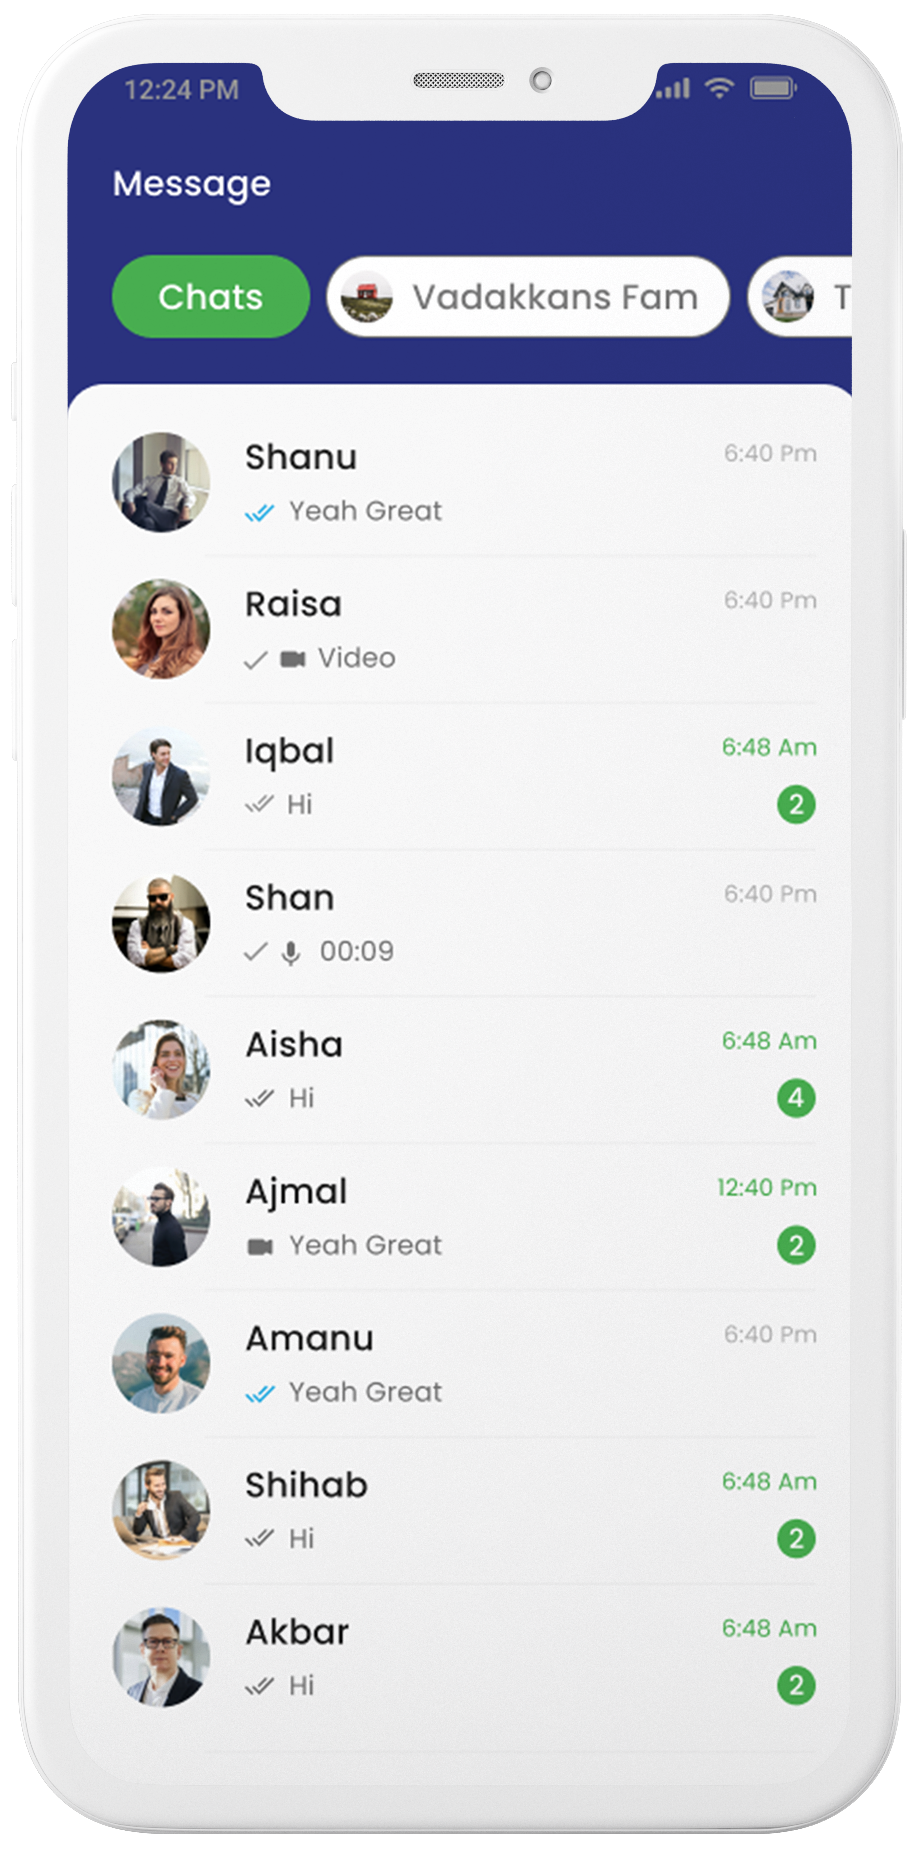 12:24 PM
Message
Chats
Vadakkans Fam
T
Shanu
6:40 Pm
Yeah Great
Raisa
6:40 Pm
Video
Iqbal
6:48 Am
Hi
2
Shan
6:40 Pm
00:09
Aisha
6:48 Am
Hi
4
Ajmal
12:40 Pm
Yeah Great
2
Amanu
6:40 Pm
Yeah Great
Shihab
6:48 Am
Hi
2
Akbar
6:48 Am
Hi
2